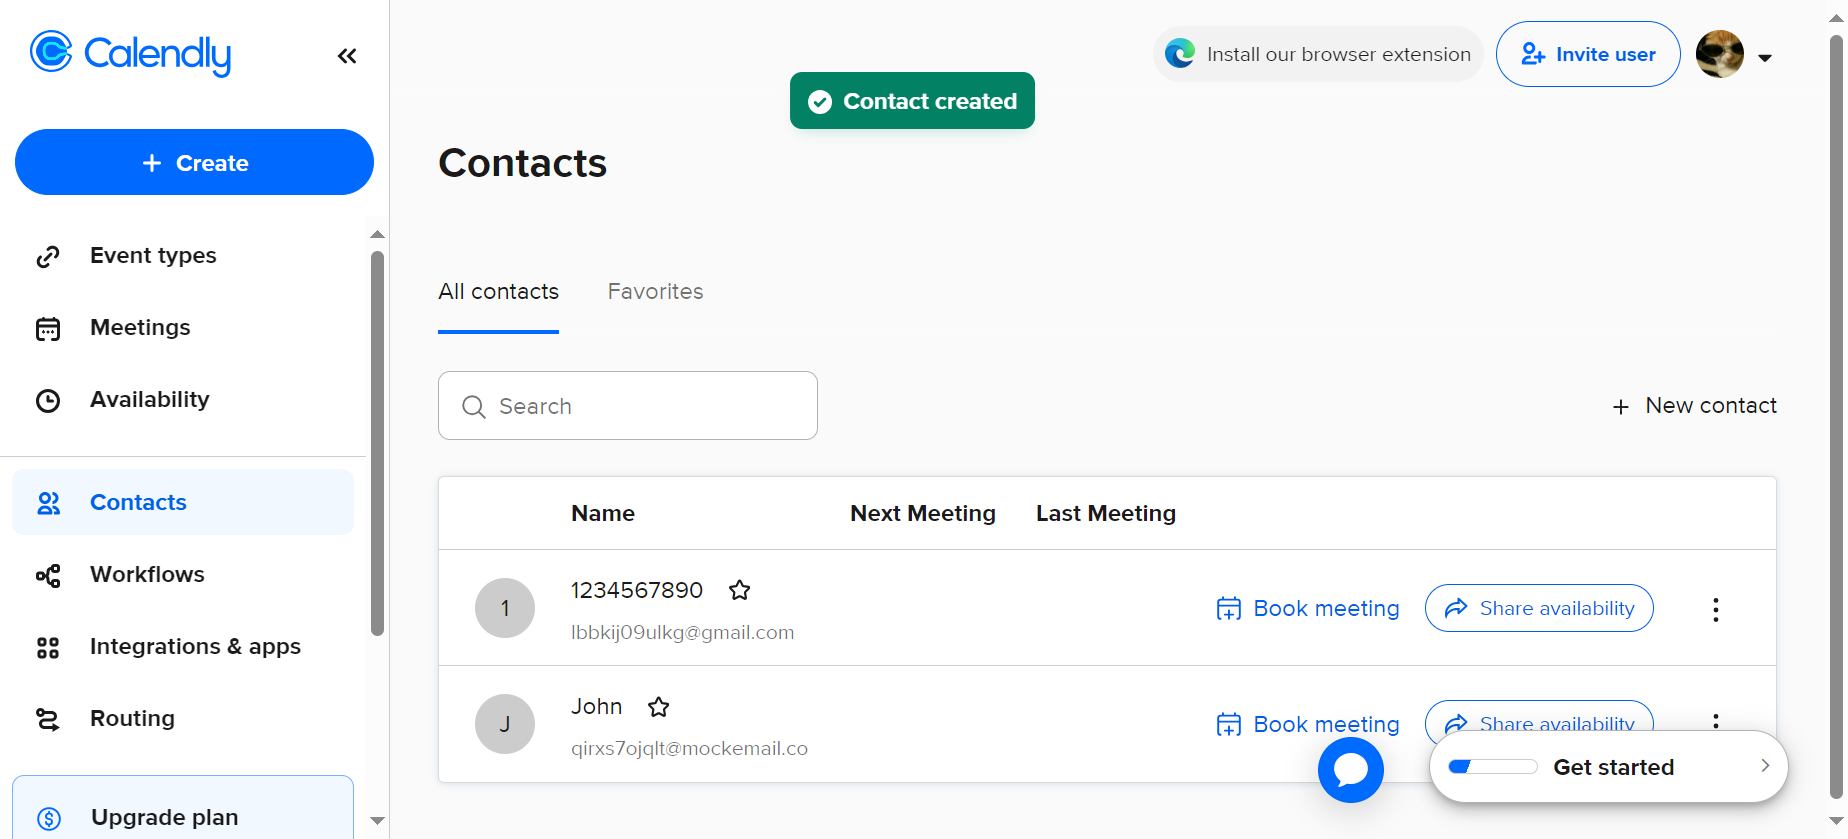 Calendly
Install our browser extension
Invite user
Contact created
+ Create
Contacts
Event types
Meetings
Availability
Contacts
Workflows
Integrations & apps
Routing
Upgrade plan
All contacts
Favorites
Search
+ New contact
Name
Next Meeting
Last Meeting
1
1234567890
lbbkij09ulkg@gmail.com
Book meeting
Share availability
J
John
qirxs7ojqlt@mockemail.co
Book meeting
Share availability
Get started